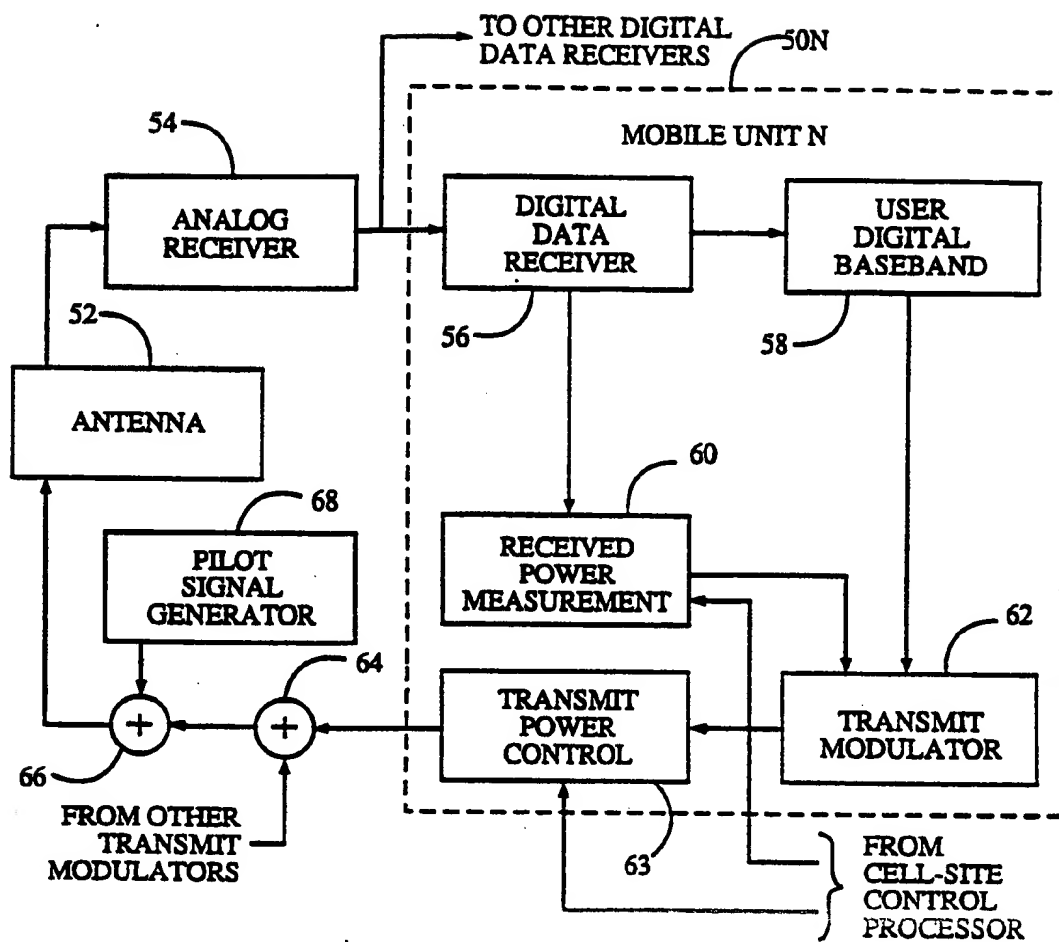 TO OTHER DIGITAL
DATA RECEIVERS
50N
MOBILE UNIT N
54
ANALOG
RECEIVER
DIGITAL
DATA
RECEIVER
USER
DIGITAL
BASEBAND
52
56
58
ANTENNA
60
68
PILOT
SIGNAL
GENERATOR
RECEIVED
POWER
MEASUREMENT
62
64
+
+
TRANSMIT
POWER
CONTROL
TRANSMIT
MODULATOR
66
FROM OTHER
TRANSMIT
MODULATORS
63
FROM
CELL-SITE
CONTROL
PROCESSOR